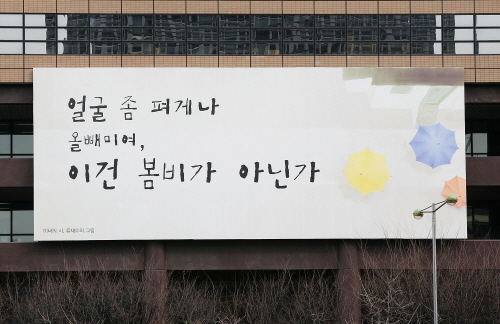 얼굴 좀 펴게나
올빼미여,
이건 봄비가 아닌가